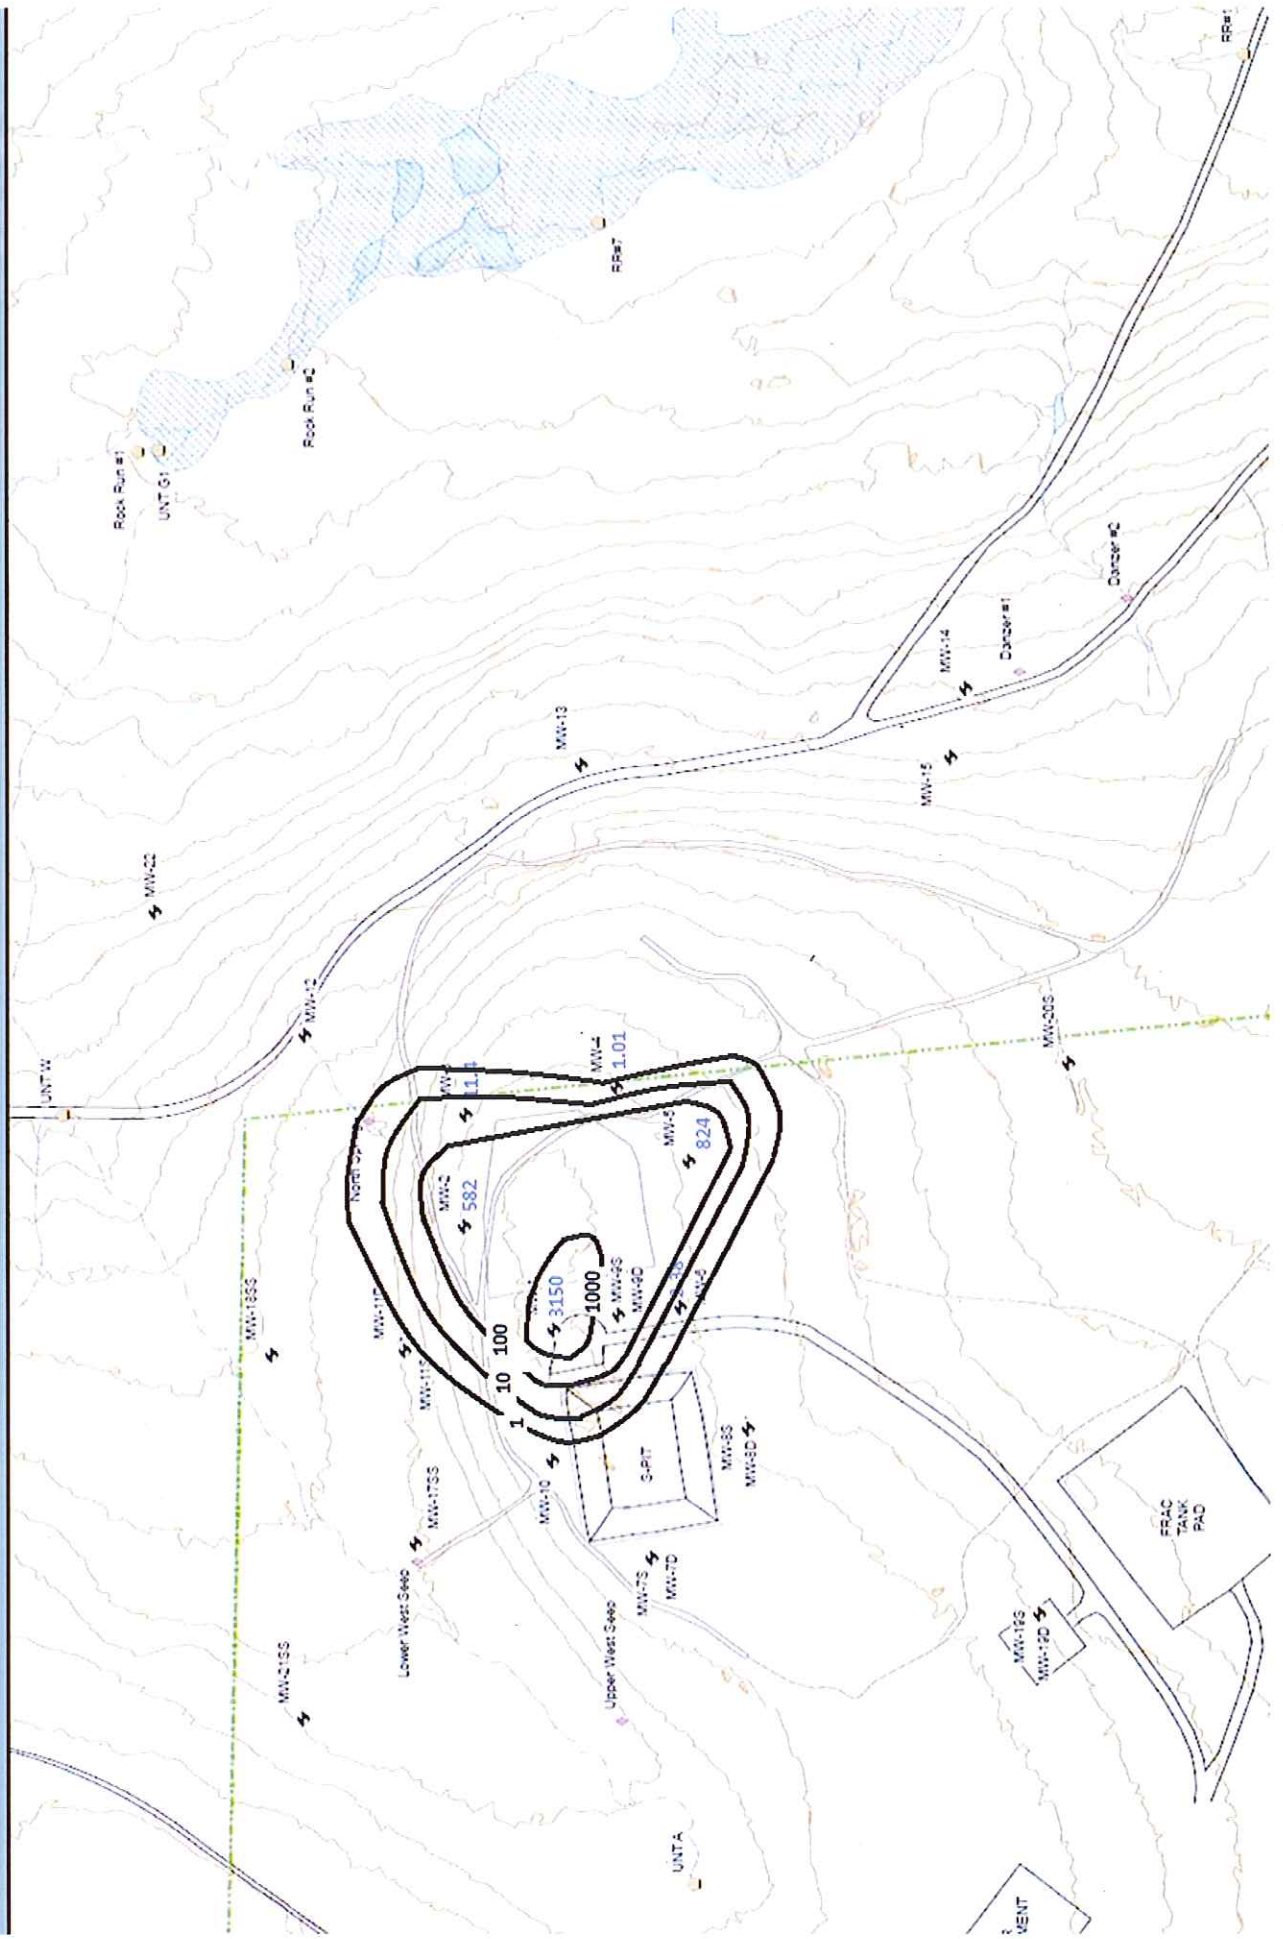 RR#1
RR#7
Rock Run #2
Rock Run #1
UNT G1
Danzer #2
Danzer #1
MW-14
MW-13
MW-15
MW-22
MW-12
UNT W
MW-20S
MW-4
1.01
11.4
North
MW-5
824
MW-2
582
3150
1000
MW-9S
MW-9D
100
10
1
MW-18SS
MW-10
S-PIT
MW-8S
MW-8D
MW-17SS
Lower West Seep
MW-7S
MW-7D
Upper West Seep
MW-21SS
MW-19S
MW-19D
FRAC
TANK
PAD
UNT A
MENT